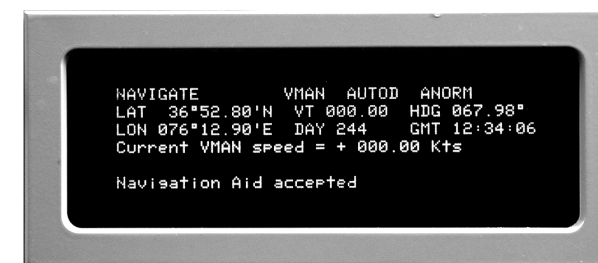 NAVIGATE VMAN AUTOD ANORM
LAT 36°52.80'N VT 000.00 HDG 067.98°
LON 076°12.90'E DAY 244 GMT 12:34:06
Current VMAN speed = + 000.00 Kts
Navigation Aid accepted